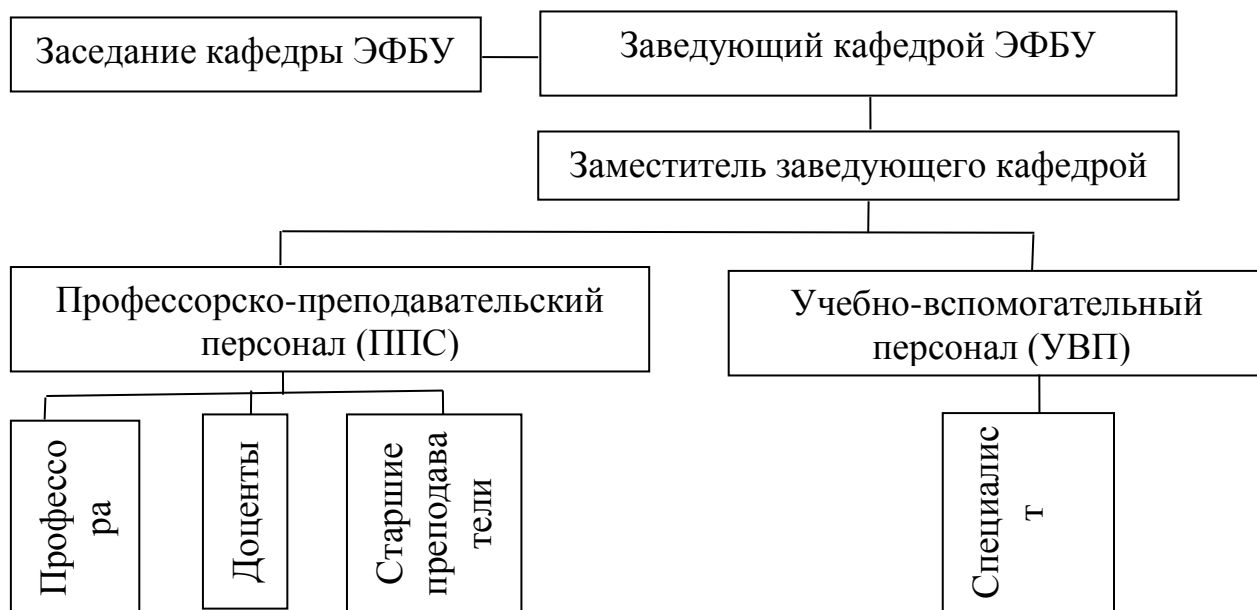 Заседание кафедры ЭФБУ
Заведующий кафедрой ЭФБУ
Заместитель заведующего кафедрой
Профессорско-преподавательский
персонал (ППС)
Учебно-вспомогательный
персонал (УВП)
Профессо
ра
Доценты
Старшие
преподава
тели
Специалис
т